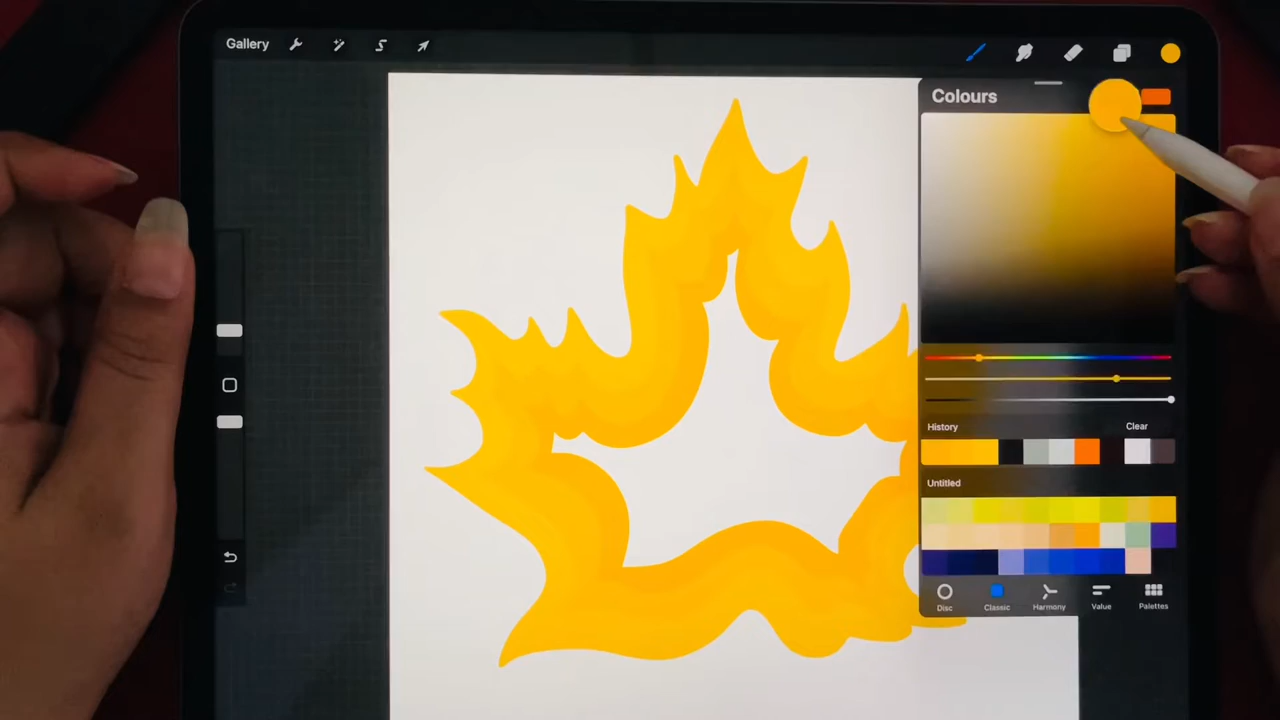 Gallery
Colours
History
Clear
Untitled
Disc
Classic
Harmony
Value
Palettes